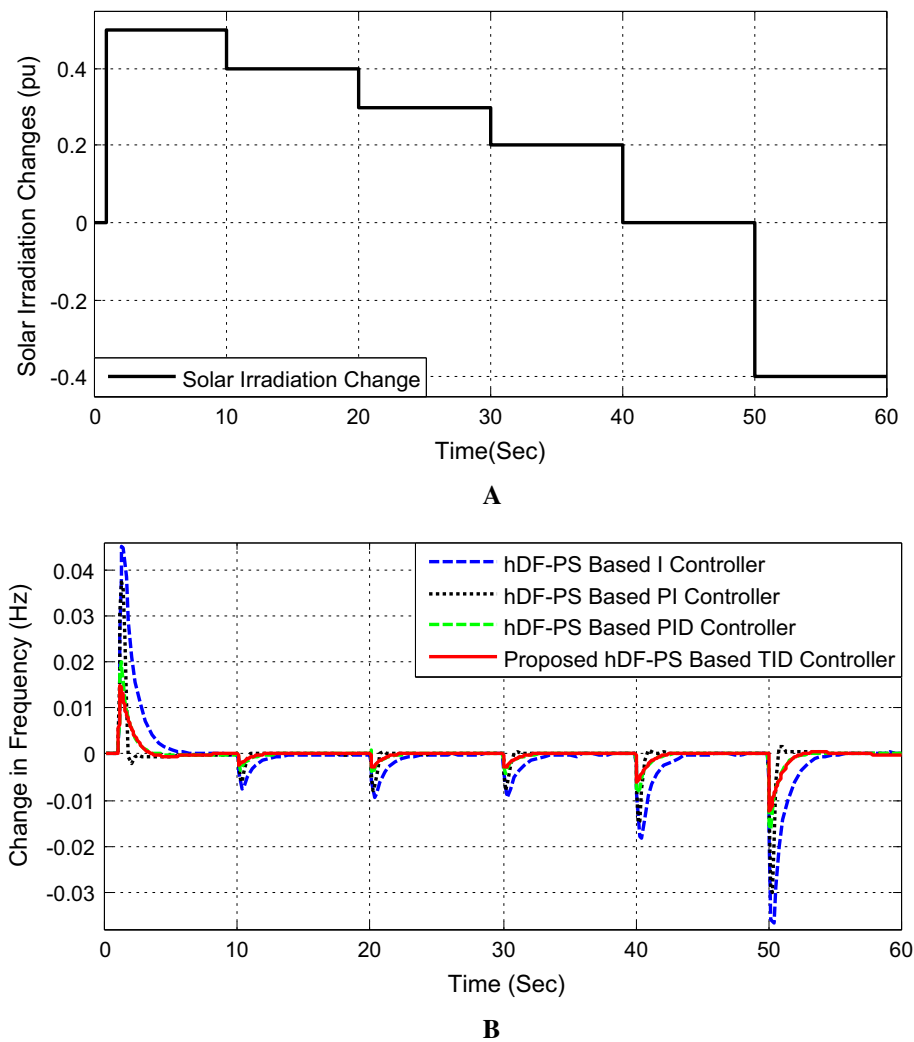 Solar Irradiation Changes (pu)
0.4
0.2
0
-0.2
-0.4
Solar Irradiation Change
0 10 20 30 40 50 60
Time(Sec)
A
Change in Frequency (Hz)
0.04
0.03
0.02
0.01
0
-0.01
-0.02
-0.03
hDF-PS Based I Controller
hDF-PS Based PI Controller
hDF-PS Based PID Controller
Proposed hDF-PS Based TID Controller
0 10 20 30 40 50 60
Time (Sec)
B